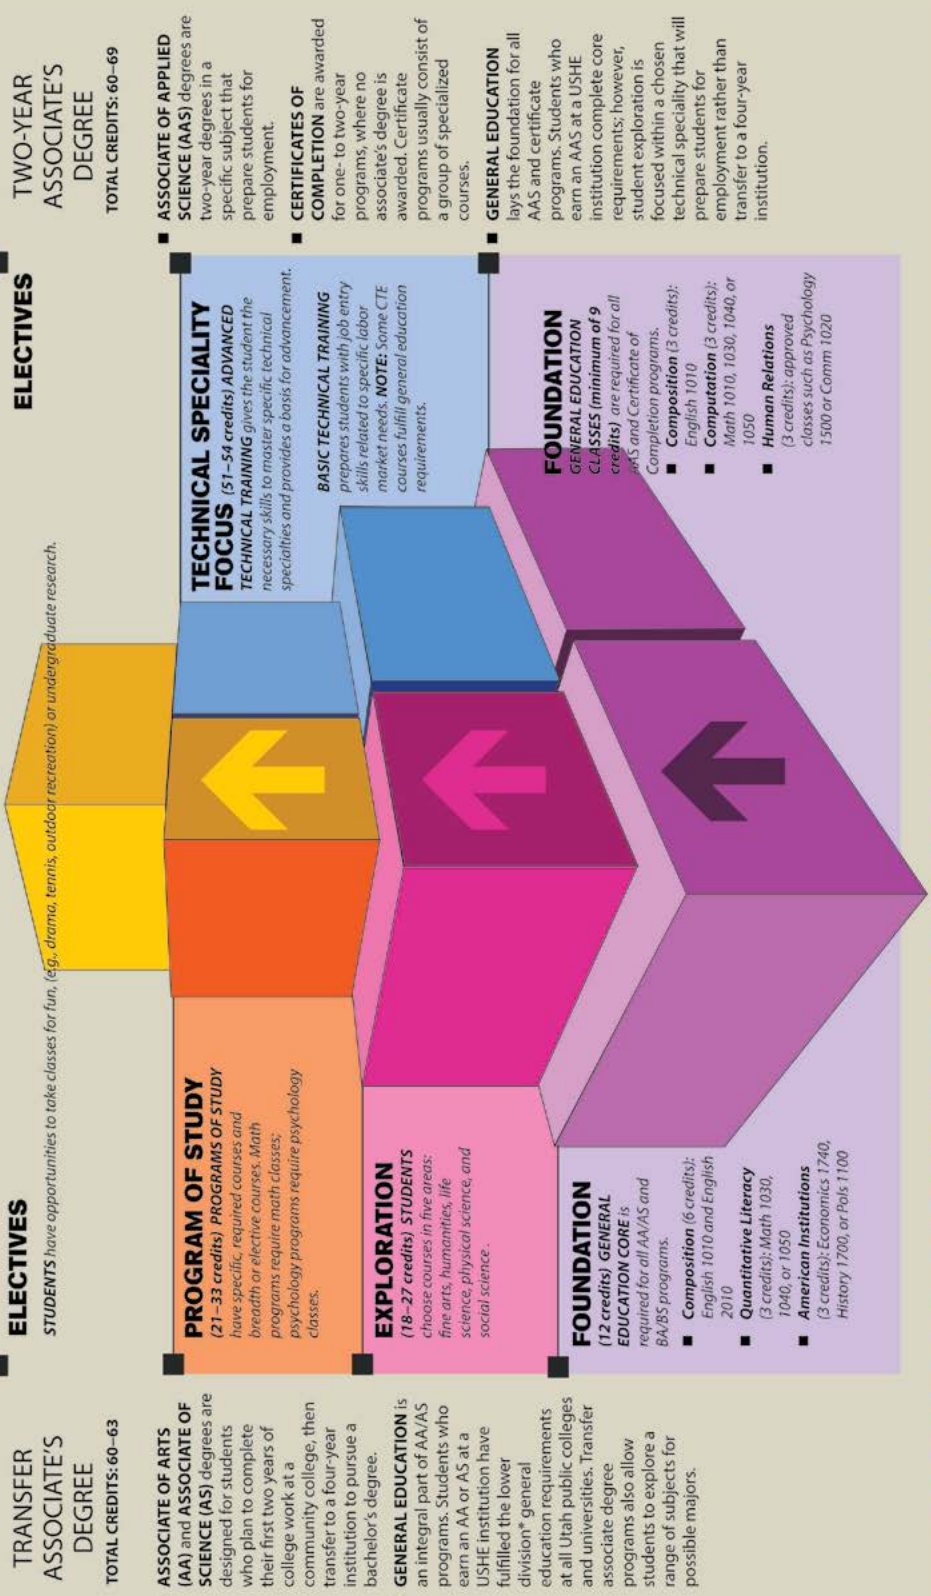 TRANSFER
ASSOCIATE'S
DEGREE
TOTAL CREDITS: 60–63
ASSOCIATE OF ARTS
(AA) and ASSOCIATE OF
SCIENCE (AS) degrees are
designed for students
who plan to complete
their first two years of
college work at a
community college, then
transfer to a four-year
institution to pursue a
bachelor's degree.
GENERAL EDUCATION is
an integral part of AA/AS
programs. Students who
earn an AA or AS at a
USHE institution have
fulfilled the lower
division* general
education requirements
at all Utah public colleges
and universities. Transfer
associate degree
programs also allow
students to explore a
range of subjects for
possible majors.
ELECTIVES
STUDENTS have opportunities to take classes for fun, (e.g., drama, tennis, outdoor recreation) or undergraduate research.
PROGRAM OF STUDY
(21–33 credits) PROGRAMS OF STUDY
have specific, required courses and
breadth or elective courses. Math
programs require math classes;
psychology programs require psychology
classes.
EXPLORATION
(18–27 credits) STUDENTS
choose courses in five areas:
fine arts, humanities, life
science, physical science, and
social science .
FOUNDATION
(12 credits) GENERAL
EDUCATION CORE is
required for all AA/AS and
BA/BS programs.
■ Composition (6 credits):
English 1010 and English
2010
■ Quantitative Literacy
(3 credits): Math 1030,
1040, or 1050
■ American Institutions
(3 credits): Economics 1740,
History 1700, or Pols 1100
ELECTIVES
TECHNICAL SPECIALITY
FOCUS (51–54 credits) ADVANCED
TECHNICAL TRAINING gives the student the
necessary skills to master specific technical
specialties and provides a basis for advancement.
BASIC TECHNICAL TRAINING
prepares students with job entry
skills related to specific labor
market needs. NOTE: Some CTE
courses fulfill general education
requirements.
FOUNDATION
GENERAL EDUCATION
CLASSES (minimum of 9
credits) are required for all
AAS and Certificate of
Completion programs.
■ Composition (3 credits):
English 1010
■ Computation (3 credits):
Math 1010, 1030, 1040, or
1050
■ Human Relations
(3 credits): approved
classes such as Psychology
1500 or Comm 1020
TWO-YEAR
ASSOCIATE'S
DEGREE
TOTAL CREDITS: 60–69
■ ASSOCIATE OF APPLIED
SCIENCE (AAS) degrees are
two-year degrees in a
specific subject that
prepare students for
employment.
■ CERTIFICATES OF
COMPLETION are awarded
for one- to two-year
programs, where no
associate's degree is
awarded. Certificate
programs usually consist of
a group of specialized
courses.
■ GENERAL EDUCATION
lays the foundation for all
AAS and certificate
programs. Students who
earn an AAS at a USHE
institution complete core
requirements; however,
student exploration is
focused within a chosen
technical speciality that will
prepare students for
employment rather than
transfer to a four-year
institution.